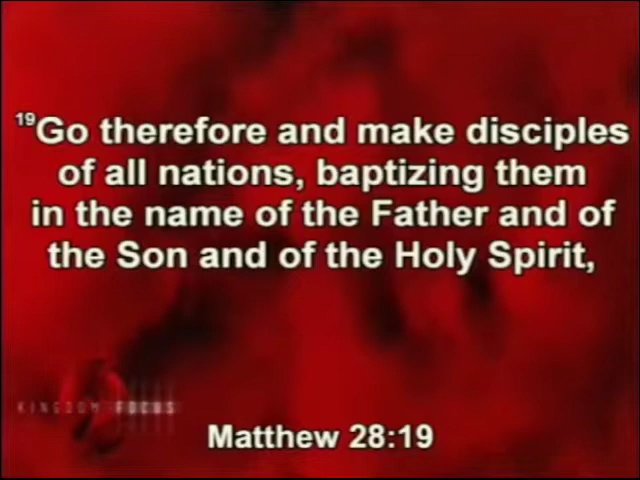 19Go therefore and make disciples
of all nations, baptizing them
in the name of the Father and of
the Son and of the Holy Spirit,
KINGDOM FOCUS
Matthew 28:19